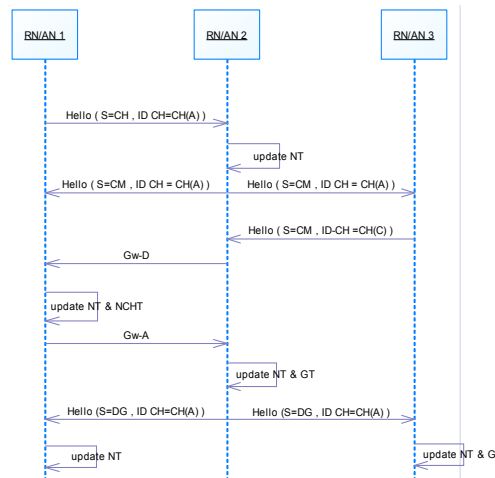 RN/AN 1
RN/AN 2
RN/AN 3
Hello ( S=CH , ID CH=CH(A) )
update NT
Hello ( S=CM , ID CH = CH(A) )
Hello ( S=CM , ID CH = CH(A) )
Hello ( S=CM , ID-CH =CH(C) )
Gw-D
update NT & NCHT
Gw-A
update NT & GT
Hello (S=DG , ID CH=CH(A) )
Hello (S=DG , ID CH=CH(A) )
update NT
update NT & G